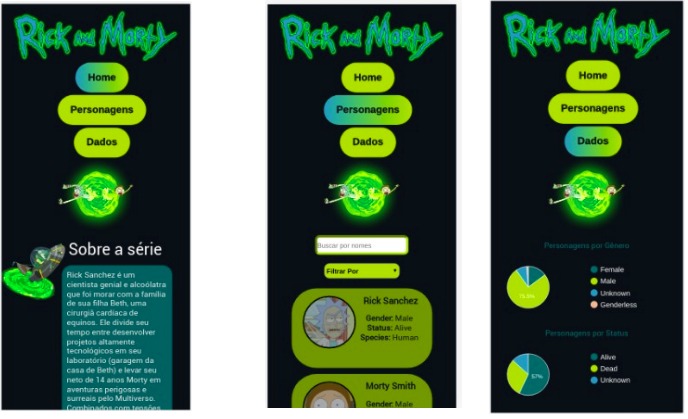 Rick and Morty
Home
Personagens
Dados
Sobre a série
Rick Sanchez é um
cientista genial e alcoólatra
que foi morar com a família
de sua filha Beth, uma
cirurgiã cardíaca de
equinos. Ele divide seu
tempo entre desenvolver
projetos altamente
tecnológicos em seu
laboratório (garagem da
casa de Beth) e levar seu
neto de 14 anos Morty em
aventuras perigosas e
surreais pelo Multiverso.
Combinados com tensões
Rick and Morty
Home
Personagens
Dados
Buscar por nomes
Filtrar Por
Rick Sanchez
Gender: Male
Status: Alive
Species: Human
Morty Smith
Gender: Male
Rick and Morty
Home
Personagens
Dados
Personagens por Gênero
Female
Male
Unknown
Genderless
Personagens por Status
Alive
Dead
Unknown
57%